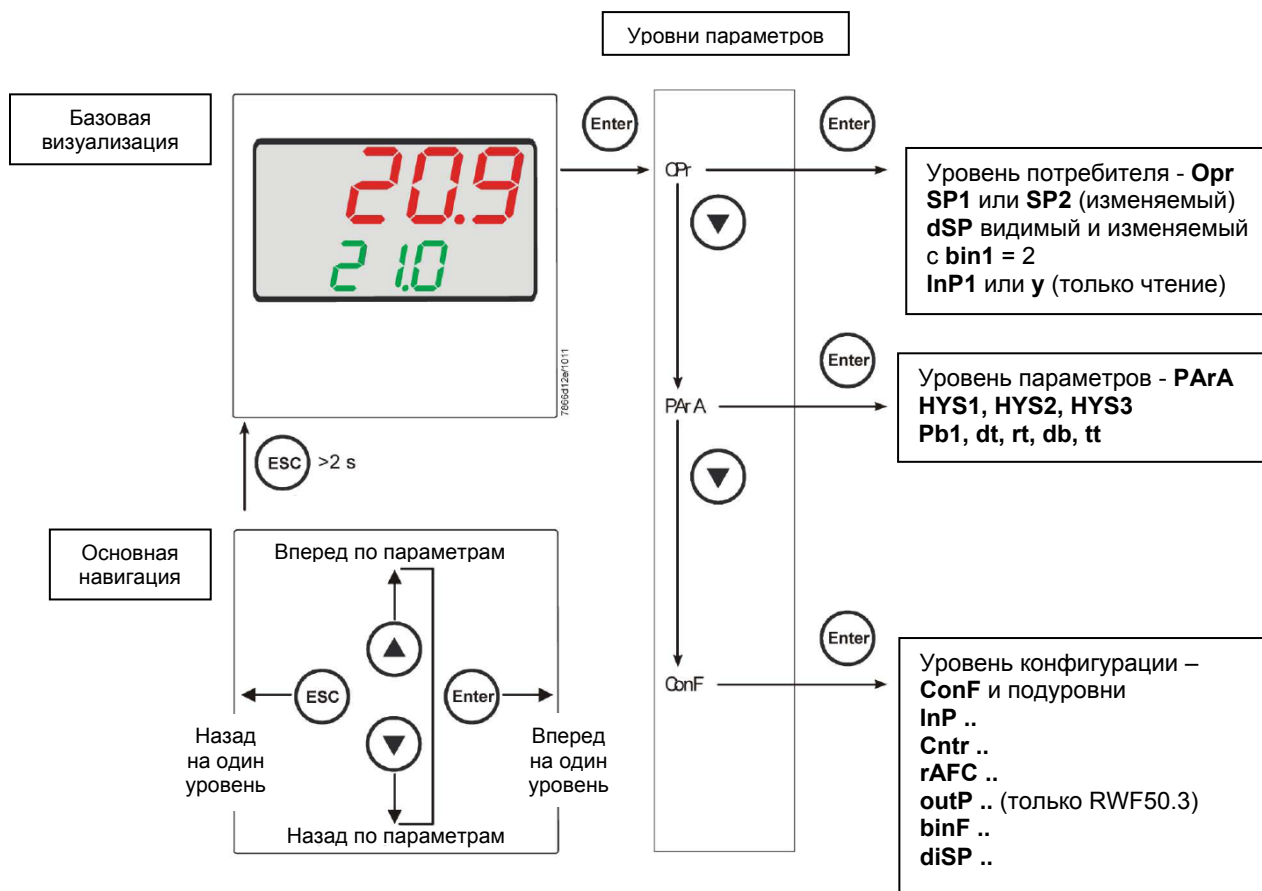 Уровни параметров
Базовая
визуализация
20.9
21.0
7866d12e/1011
Enter
OPr
Enter
Уровень потребителя - Opr
SP1 или SP2 (изменяемый)
dSP видимый и изменяемый
с bin1 = 2
InP1 или y (только чтение)
PArA
Enter
Уровень параметров - PArA
HYS1, HYS2, HYS3
Pb1, dt, rt, db, tt
ESC >2 s
Основная
навигация
Вперед по параметрам
ESC
Enter
Назад
на один
уровень
Вперед
на один
уровень
Назад по параметрам
ConF
Enter
Уровень конфигурации –
ConF и подуровни
InP ..
Cntr ..
rAFC ..
outP .. (только RWF50.3)
binF ..
diSP ..